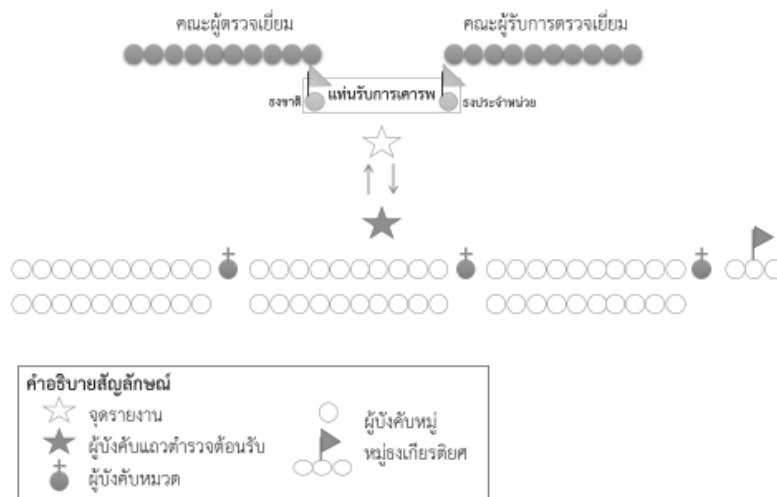 คณะผู้ตรวจเยี่ยม
คณะผู้รับการตรวจเยี่ยม
ธงชาติ
แท่นรับการเคารพ
ธงประจำหน่วย
คำอธิบายสัญลักษณ์
จุดรายงาน
ผู้บังคับแถวตำรวจต้อนรับ
ผู้บังคับหมวด
ผู้บังคับหมู่
หมู่ธงเกียรติยศ